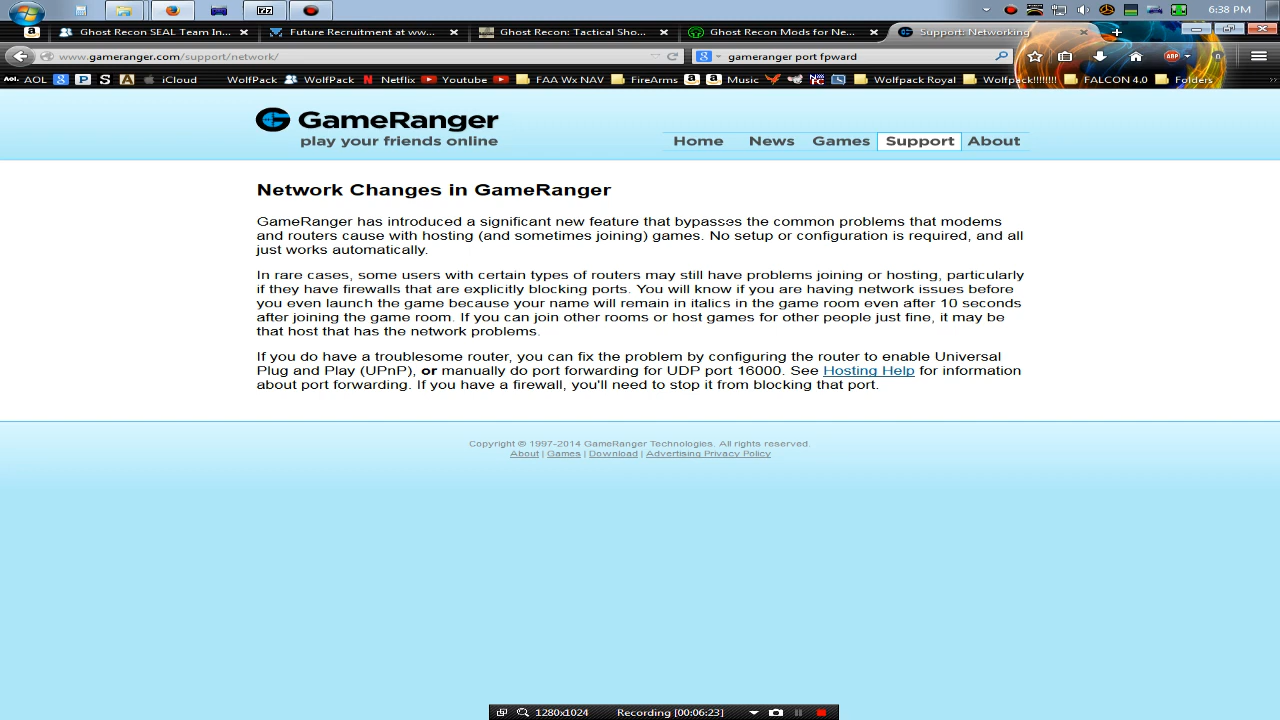 6:38 PM
Ghost Recon SEAL Team In...
Future Recruitment at ww...
Ghost Recon: Tactical Sho...
Ghost Recon Mods for Ne...
Support: Networking
www.gameranger.com/support/network/
gameranger port fpward
AOL
iCloud
WolfPack
WolfPack
Netflix
Youtube
FAA Wx NAV
FireArms
Music
Wolfpack Royal
Wolfpack!!!!!!!
FALCON 4.0
Folders
GameRanger
play your friends online
Home News Games Support About
Network Changes in GameRanger
GameRanger has introduced a significant new feature that bypasses the common problems that modems
and routers cause with hosting (and sometimes joining) games. No setup or configuration is required, and all
just works automatically.
In rare cases, some users with certain types of routers may still have problems joining or hosting, particularly
if they have firewalls that are explicitly blocking ports. You will know if you are having network issues before
you even launch the game because your name will remain in italics in the game room even after 10 seconds
after joining the game room. If you can join other rooms or host games for other people just fine, it may be
that host that has the network problems.
If you do have a troublesome router, you can fix the problem by configuring the router to enable Universal
Plug and Play (UPnP), or manually do port forwarding for UDP port 16000. See Hosting Help for information
about port forwarding. If you have a firewall, you'll need to stop it from blocking that port.
Copyright © 1997-2014 GameRanger Technologies. All rights reserved.
About | Games | Download | Advertising Privacy Policy
1280x1024 Recording [00:06:23]